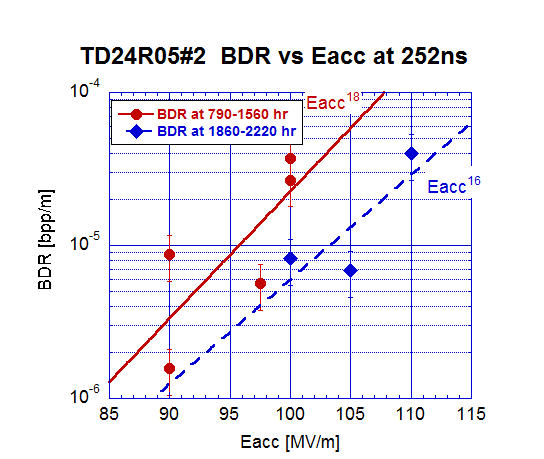 TD24R05#2 BDR vs Eacc at 252ns
10⁻⁴
Eacc¹⁸
BDR at 790-1560 hr
BDR at 1860-2220 hr
Eacc¹⁶
BDR [bpp/m]
10⁻⁵
10⁻⁶
85 90 95 100 105 110 115
Eacc [MV/m]